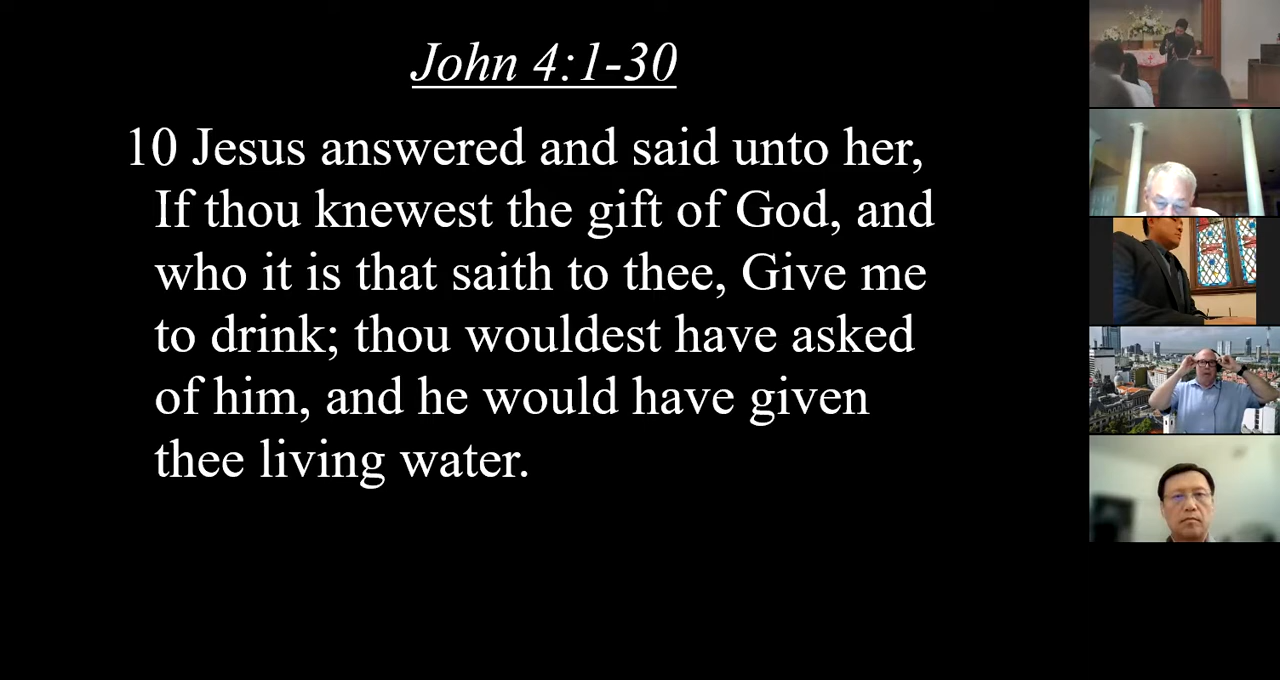 John 4:1-30
10 Jesus answered and said unto her,
If thou knewest the gift of God, and
who it is that saith to thee, Give me
to drink; thou wouldest have asked
of him, and he would have given
thee living water.